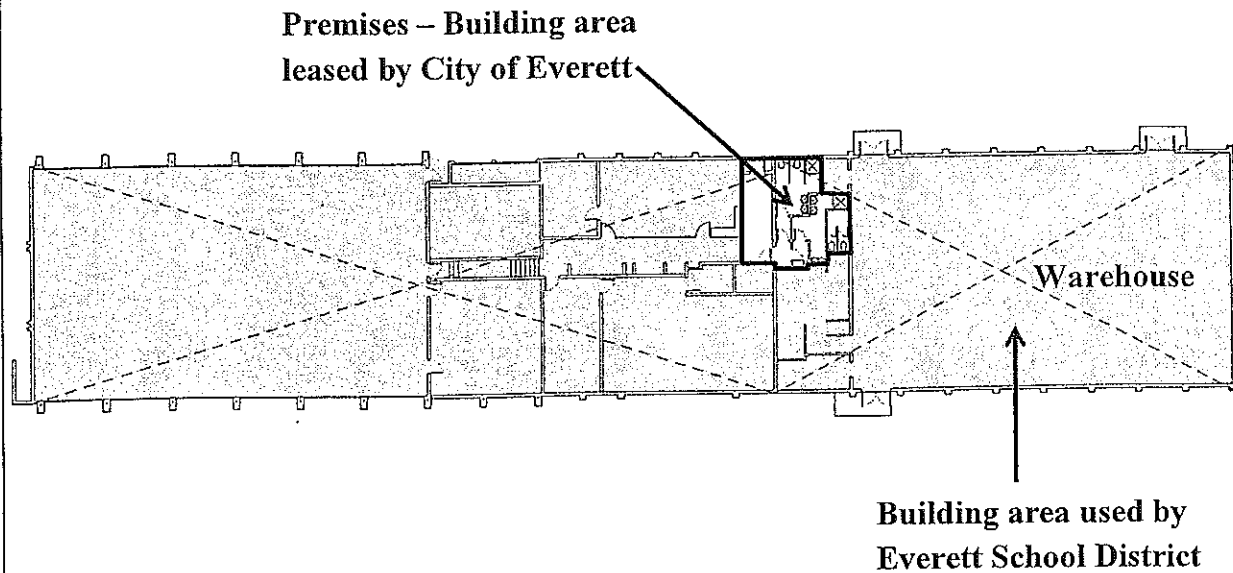 Premises – Building area
leased by City of Everett
Warehouse
Building area used by
Everett School District